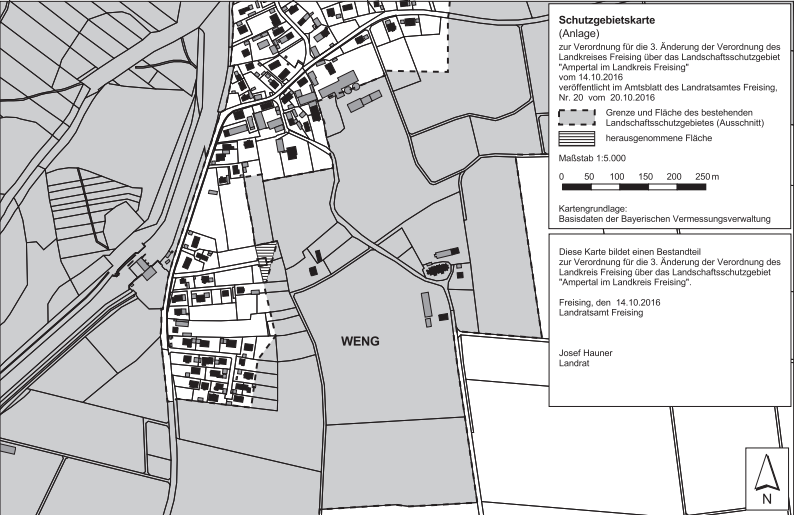 Schutzgebietskarte
(Anlage)
zur Verordnung für die 3. Änderung der Verordnung des
Landkreises Freising über das Landschaftsschutzgebiet
"Ampertal im Landkreis Freising"
vom 14.10.2016
veröffentlicht im Amtsblatt des Landratsamtes Freising,
Nr. 20 vom 20.10.2016
Grenze und Fläche des bestehenden
Landschaftsschutzgebietes (Ausschnitt)
herausgenommene Fläche
Maßstab 1:5.000
0 50 100 150 200 250 m
Kartengrundlage:
Basisdaten der Bayerischen Vermessungsverwaltung
Diese Karte bildet einen Bestandteil
zur Verordnung für die 3. Änderung der Verordnung des
Landkreis Freising über das Landschaftsschutzgebiet
"Ampertal im Landkreis Freising".
Freising, den 14.10.2016
Landratsamt Freising
Josef Hauner
Landrat
WENG
N